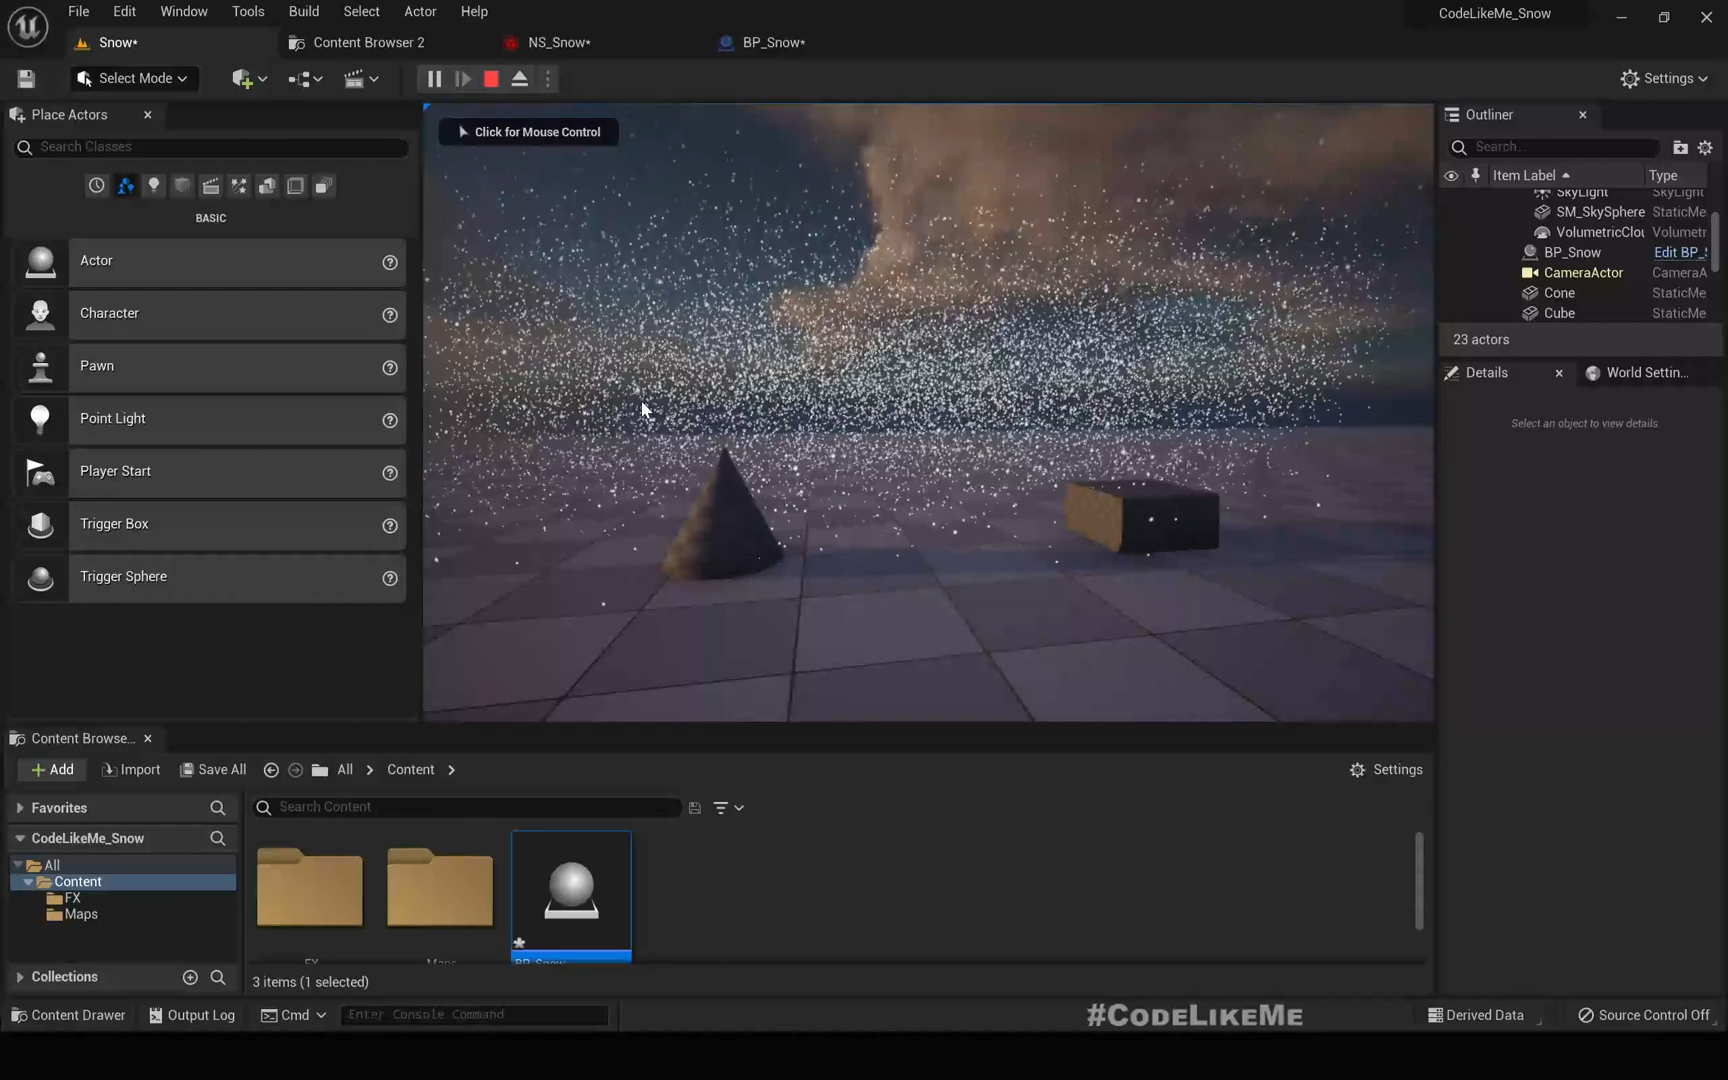 File Edit Window Tools Build Select Actor Help
CodeLikeMe_Snow
Snow*
Content Browser 2
NS_Snow*
BP_Snow*
Select Mode
Settings
Place Actors
Search Classes
BASIC
Actor
Character
Pawn
Point Light
Player Start
Trigger Box
Trigger Sphere
Click for Mouse Control
Outliner
Search...
Item Label Type
SkyLight SkyLight
SM_SkySphere StaticMe
VolumetricClou Volumetr
BP_Snow Edit BP_
CameraActor CameraA
Cone StaticMe
Cube StaticMe
23 actors
Details
World Settin...
Select an object to view details
Content Browse...
Add Import Save All All Content Settings
Favorites
Search Content
CodeLikeMe_Snow
All
Content
FX
Maps
FX
Maps
BP_Snow
Collections
3 items (1 selected)
Content Drawer Output Log Cmd Enter Console Command
#CodeLikeMe
Derived Data Source Control Off